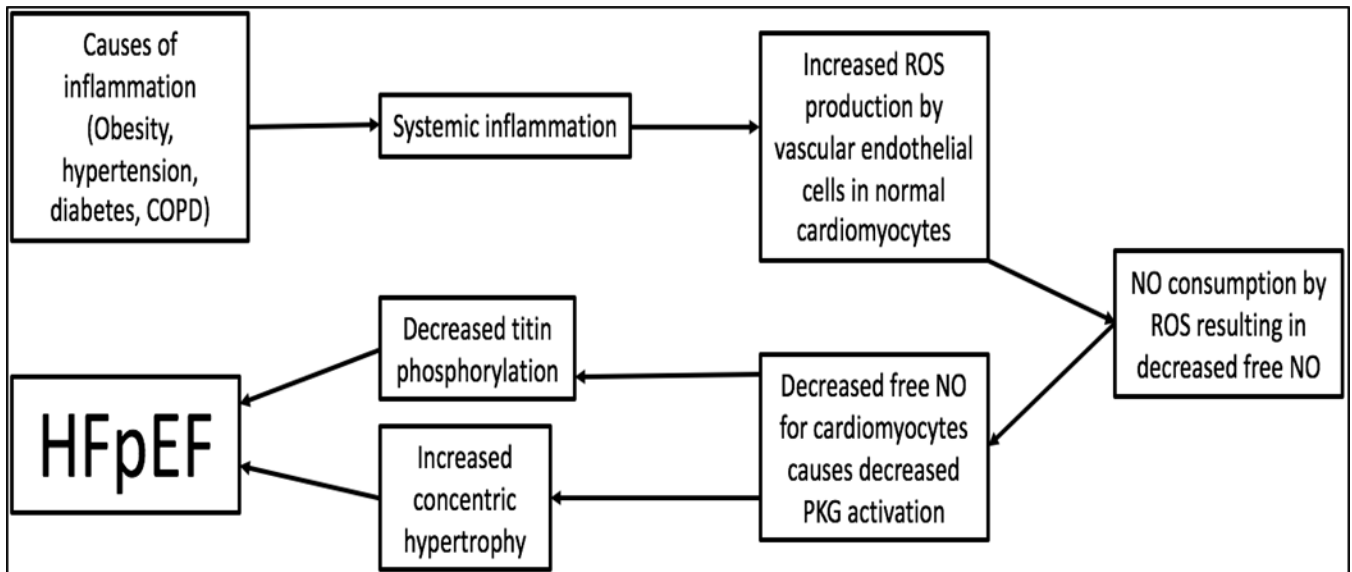 Causes of
inflammation
(Obesity,
hypertension,
diabetes, COPD)
Systemic inflammation
Increased ROS
production by
vascular endothelial
cells in normal
cardiomyocytes
NO consumption by
ROS resulting in
decreased free NO
Decreased free NO
for cardiomyocytes
causes decreased
PKG activation
Decreased titin
phosphorylation
Increased
concentric
hypertrophy
HFpEF